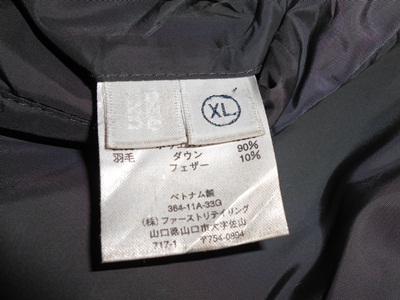 XL
羽毛 ダウン 90%
フェザー 10%
ベトナム製
364-11A-33G
(株)ファーストリテイリング
山口県山口市大字佐山
717-1 〒754-0894